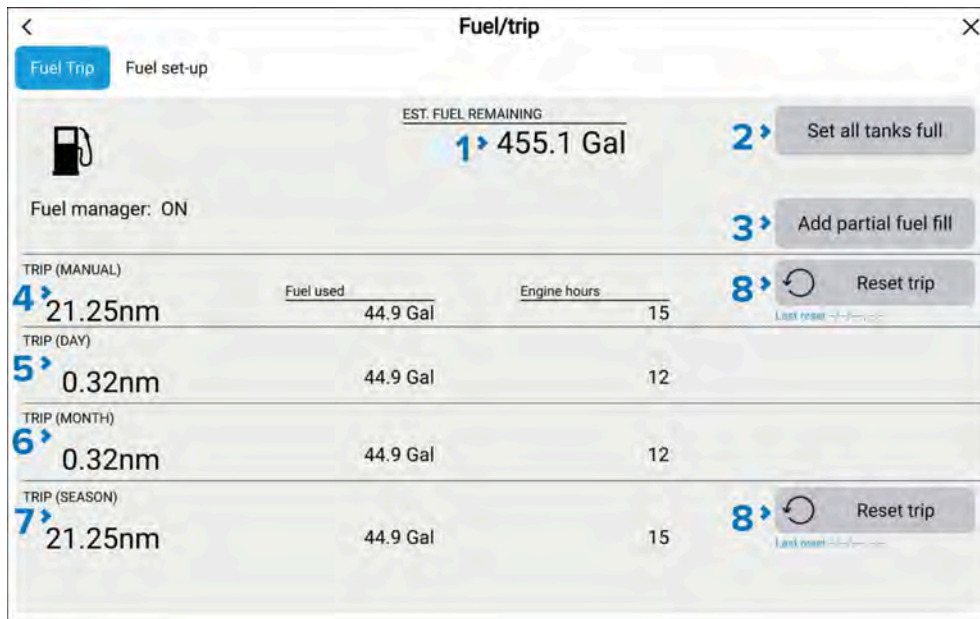 Fuel/trip
Fuel Trip Fuel set-up
EST. FUEL REMAINING
1 455.1 Gal
2 Set all tanks full
Fuel manager: ON
3 Add partial fuel fill
TRIP (MANUAL)
Fuel used Engine hours
8 Reset trip
4 21.25nm 44.9 Gal 15
Last reset --/--/---- --:--
TRIP (DAY)
5 0.32nm 44.9 Gal 12
TRIP (MONTH)
6 0.32nm 44.9 Gal 12
TRIP (SEASON)
8 Reset trip
7 21.25nm 44.9 Gal 15
Last reset --/--/---- --:--